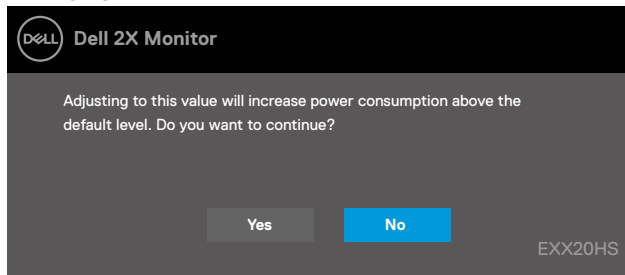 DELL Dell 2X Monitor
Adjusting to this value will increase power consumption above the
default level. Do you want to continue?
Yes No
EXX20HS